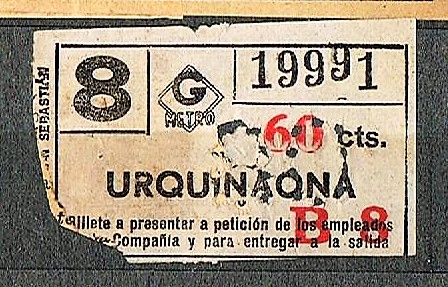 8 G METRO 19991
60 cts.
URQUINAONA
B 8
Billete a presentar a petición de los empleados
Compañía y para entregar a la salida
SEBASTIÁN